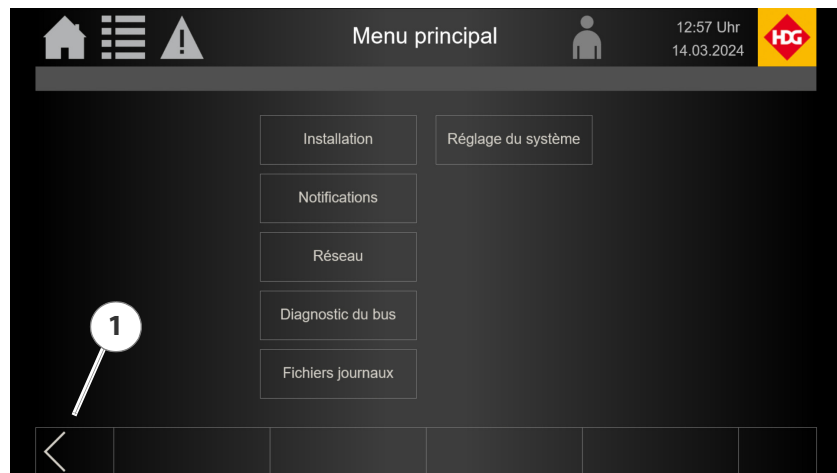 Menu principal
12:57 Uhr
14.03.2024
HDG
Installation
Réglage du système
Notifications
Réseau
Diagnostic du bus
Fichiers journaux
1